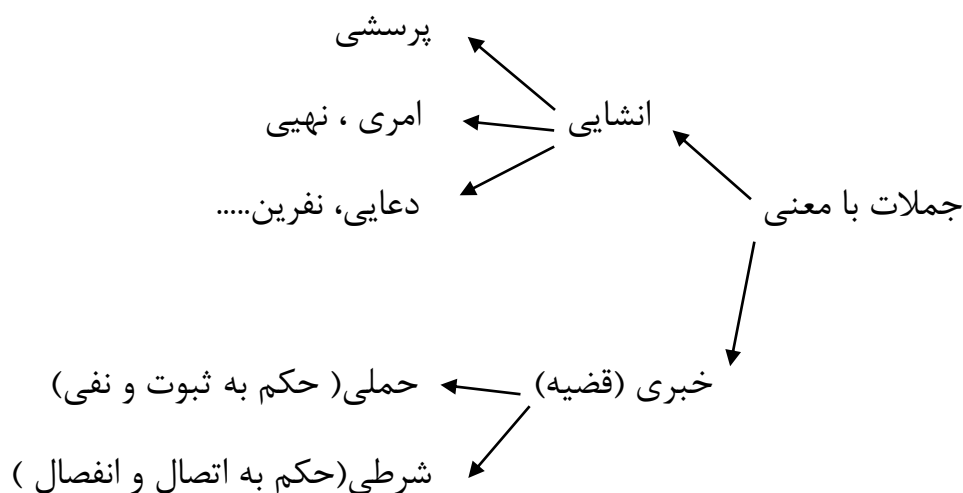 پرسشی
انشایی امری ، نهیی
جملات با معنی دعایی، نفرین.....
خبری (قضیه) حملی( حکم به ثبوت و نفی)
شرطی(حکم به اتصال و انفصال )